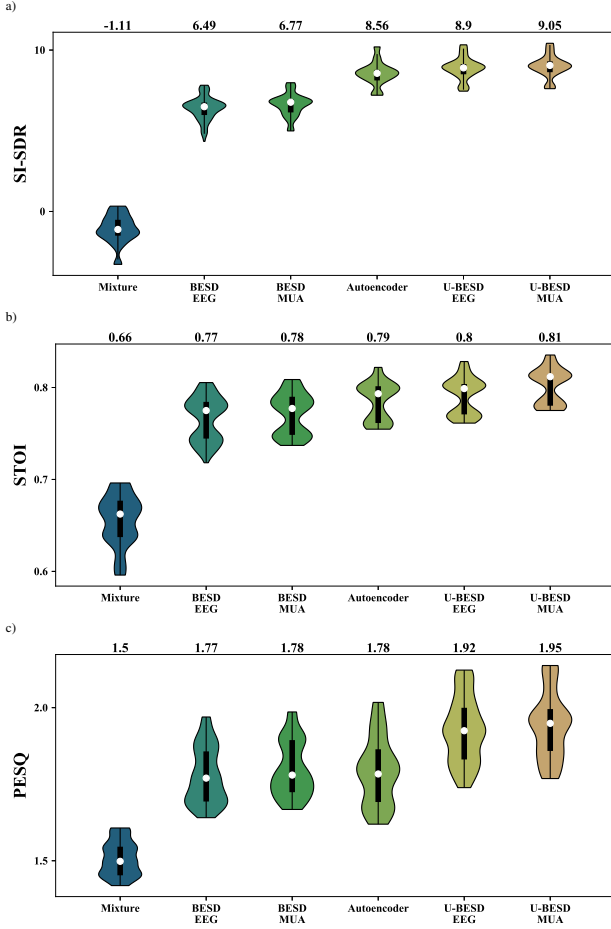 a)
-1.11 6.49 6.77 8.56 8.9 9.05
10
0
SI-SDR
Mixture BESD EEG BESD MUA Autoencoder U-BESD EEG U-BESD MUA
b)
0.66 0.77 0.78 0.79 0.8 0.81
0.8
0.7
0.6
STOI
Mixture BESD EEG BESD MUA Autoencoder U-BESD EEG U-BESD MUA
c)
1.5 1.77 1.78 1.78 1.92 1.95
2.0
1.5
PESQ
Mixture BESD EEG BESD MUA Autoencoder U-BESD EEG U-BESD MUA